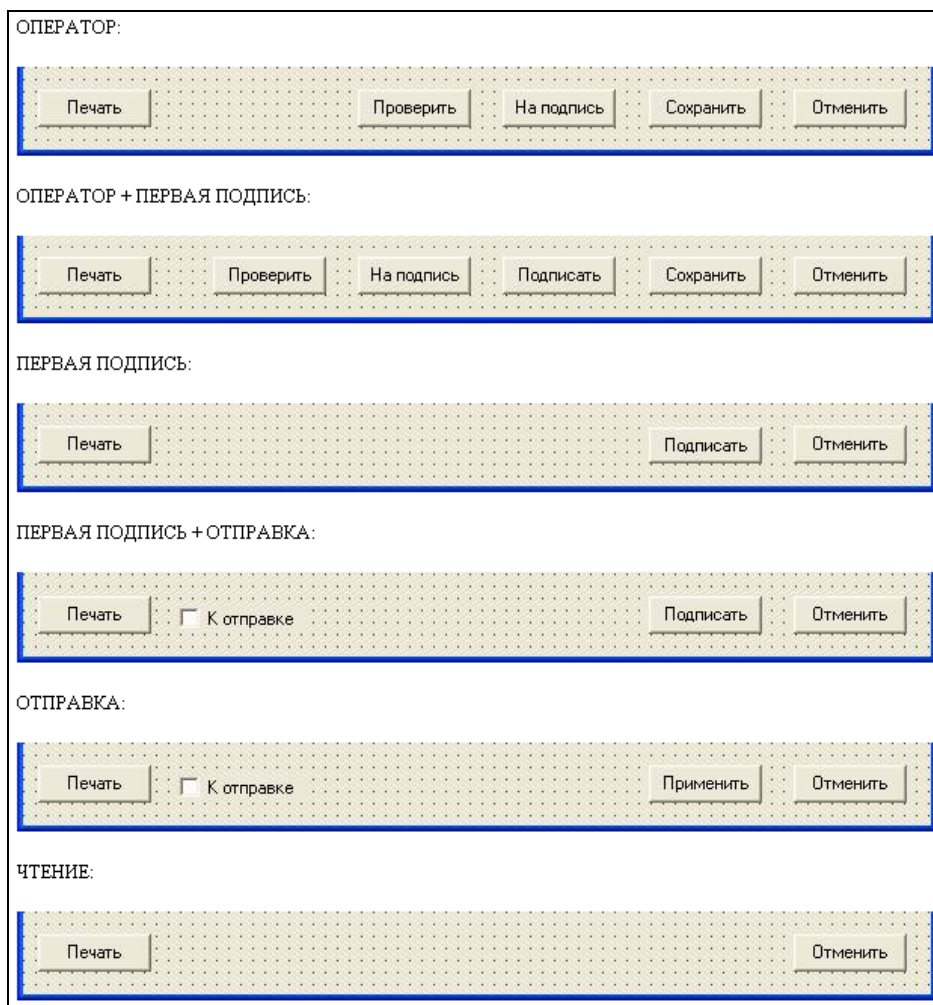 ОПЕРАТОР:
Печать Проверить На подпись Сохранить Отменить
ОПЕРАТОР + ПЕРВАЯ ПОДПИСЬ:
Печать Проверить На подпись Подписать Сохранить Отменить
ПЕРВАЯ ПОДПИСЬ:
Печать Подписать Отменить
ПЕРВАЯ ПОДПИСЬ + ОТПРАВКА:
Печать К отправке Подписать Отменить
ОТПРАВКА:
Печать К отправке Применить Отменить
ЧТЕНИЕ:
Печать Отменить